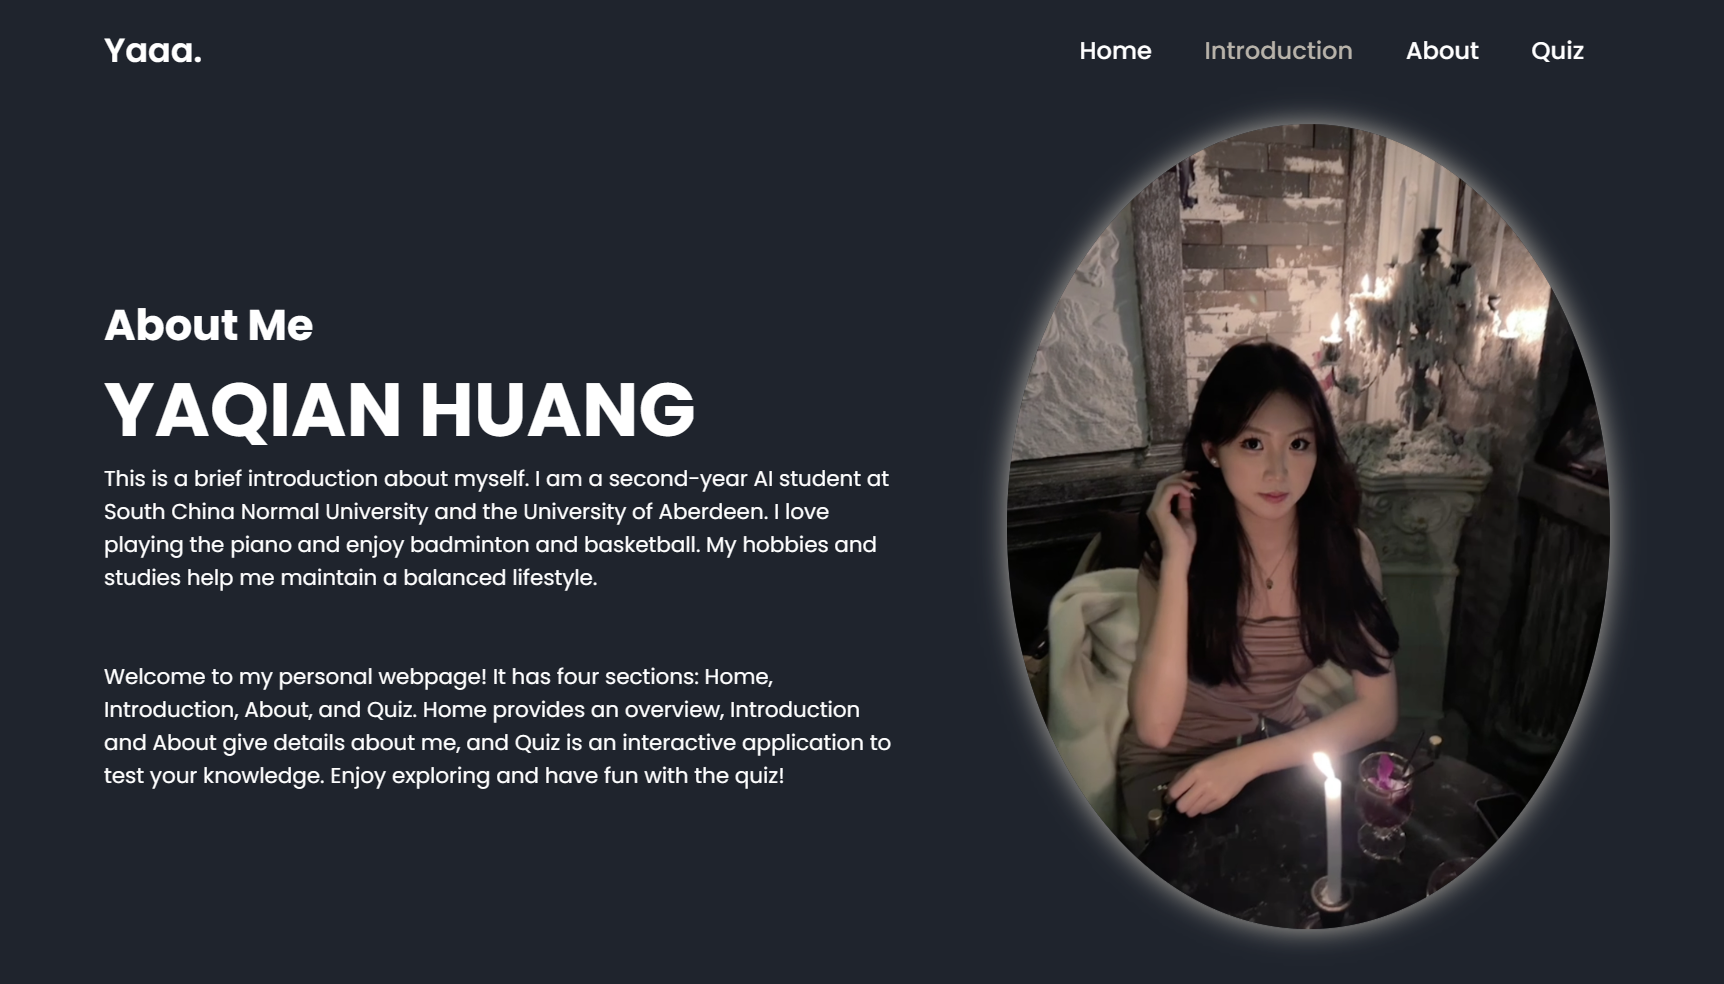 Yaaa.
Home Introduction About Quiz
About Me
YAQIAN HUANG
This is a brief introduction about myself. I am a second-year AI student at
South China Normal University and the University of Aberdeen. I love
playing the piano and enjoy badminton and basketball. My hobbies and
studies help me maintain a balanced lifestyle.
Welcome to my personal webpage! It has four sections: Home,
Introduction, About, and Quiz. Home provides an overview, Introduction
and About give details about me, and Quiz is an interactive application to
test your knowledge. Enjoy exploring and have fun with the quiz!